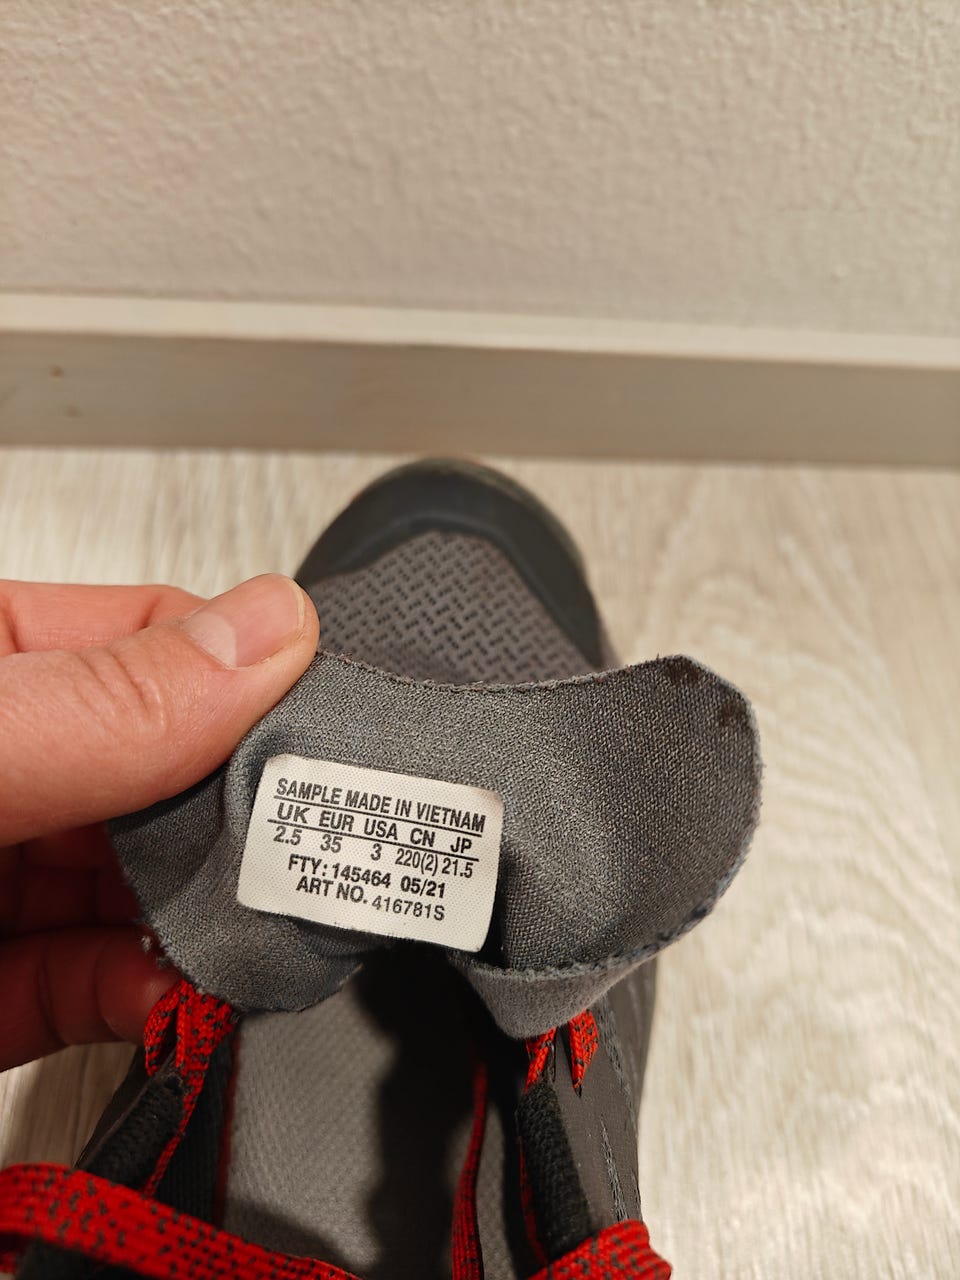 SAMPLE MADE IN VIETNAM
UK EUR USA CN JP
2.5 35 3 220(2) 21.5
FTY: 145464 05/21
ART NO. 416781S